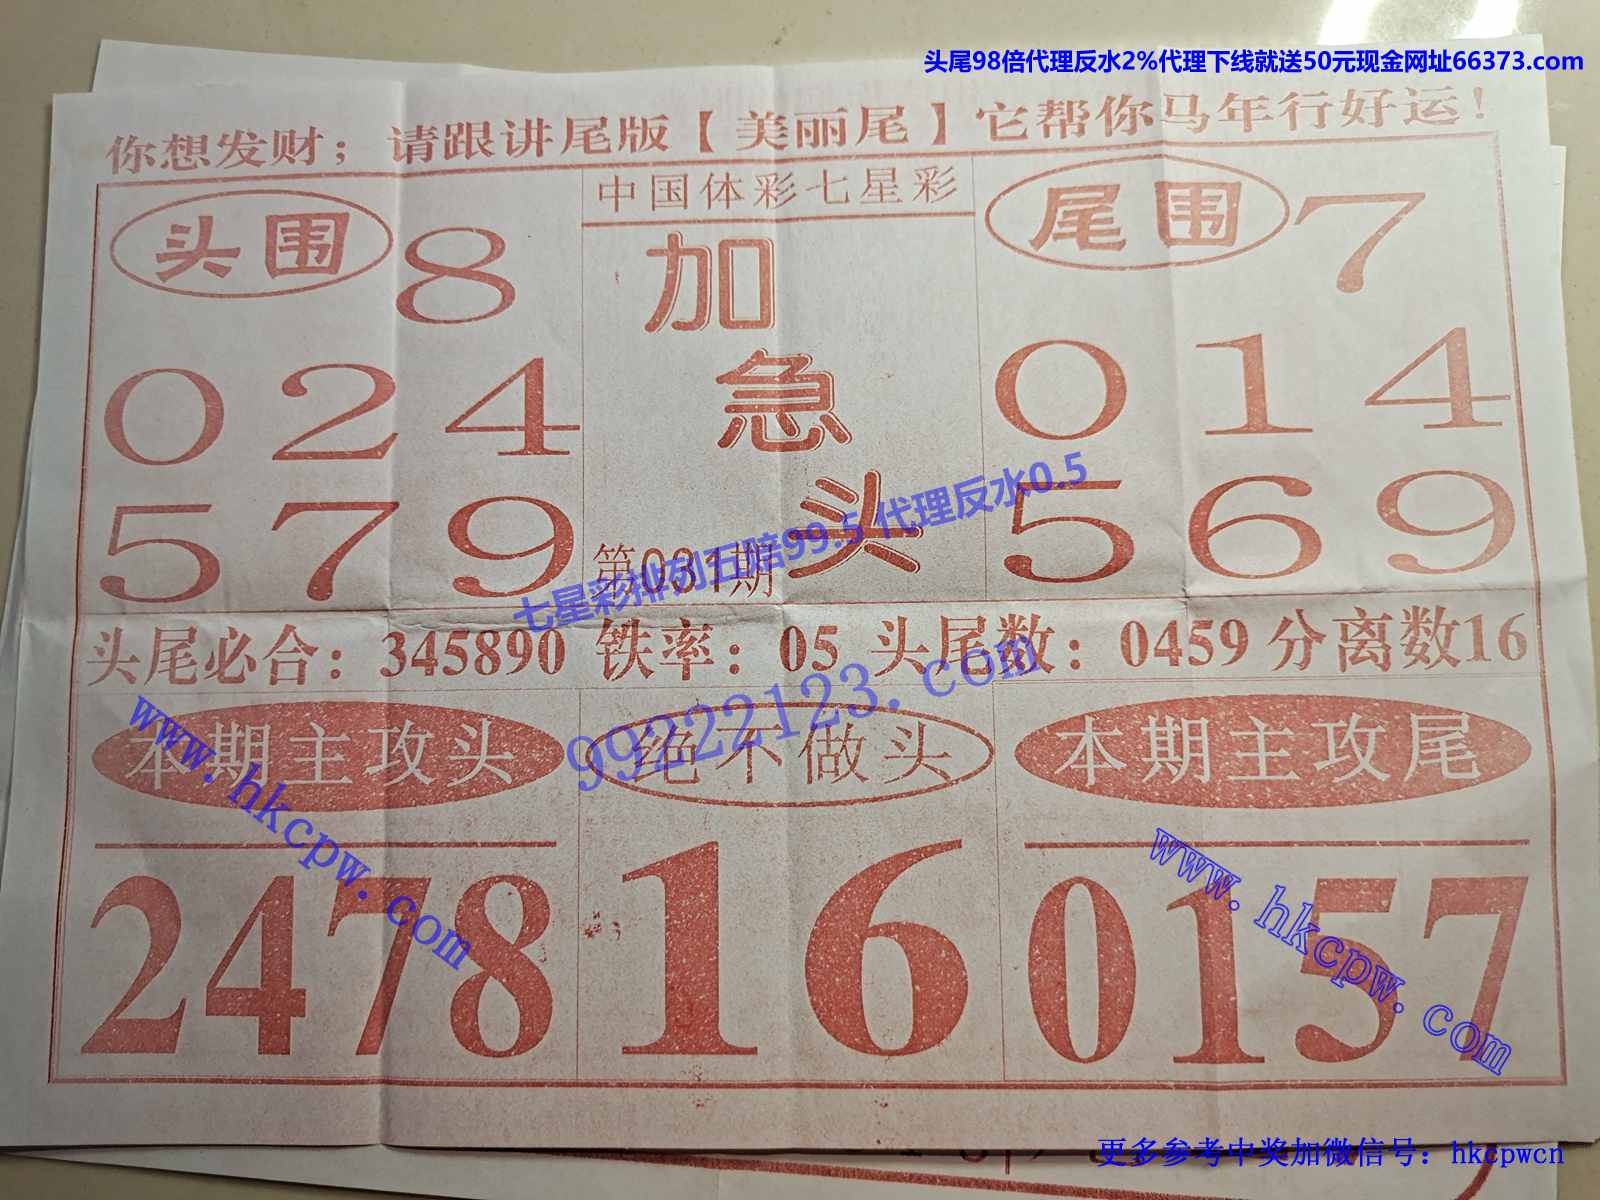 头尾98倍代理反水2%代理下线就送50元现金网址66373.com
你想发财；请跟讲尾版【美丽尾】它帮你马年行好运！
头围 8
024
579
中国体彩七星彩
加
急
头
第031期
尾围 7
014
569
七星彩排列五赔99.5 代理反水0.5
头尾必合：345890 铁率：05 头尾数：0459 分离数16
99222123.com
本期主攻头
2478
绝不做头
16
本期主攻尾
0157
www.hkcpw.com
www.hkcpw.com
更多参考中奖加微信号：hkcpwcn